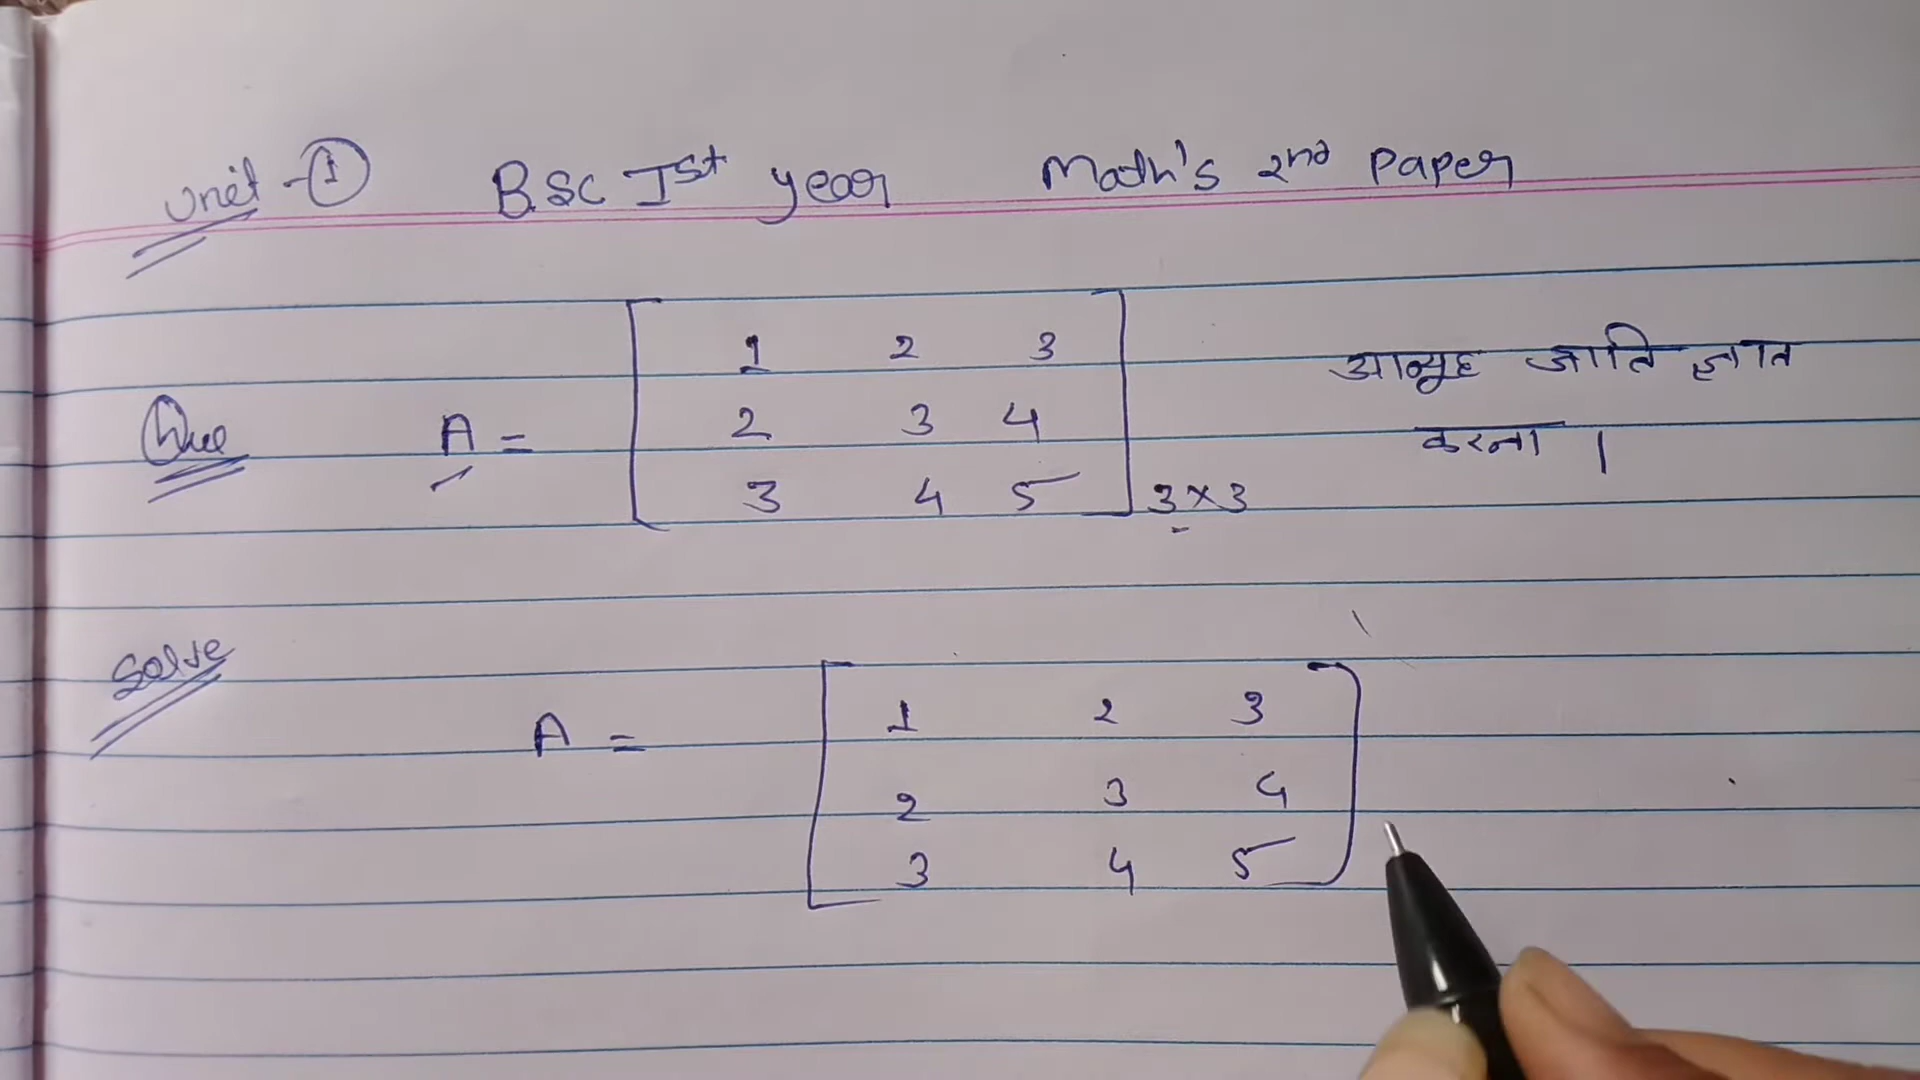 Unit - 1 BSc Ist year Math's 2nd Paper
1 2 3
2 3 4
3 4 5
Que A = 3×3
आव्यूह जाति ज्ञात
करना ।
Solve
A =
1 2 3
2 3 4
3 4 5